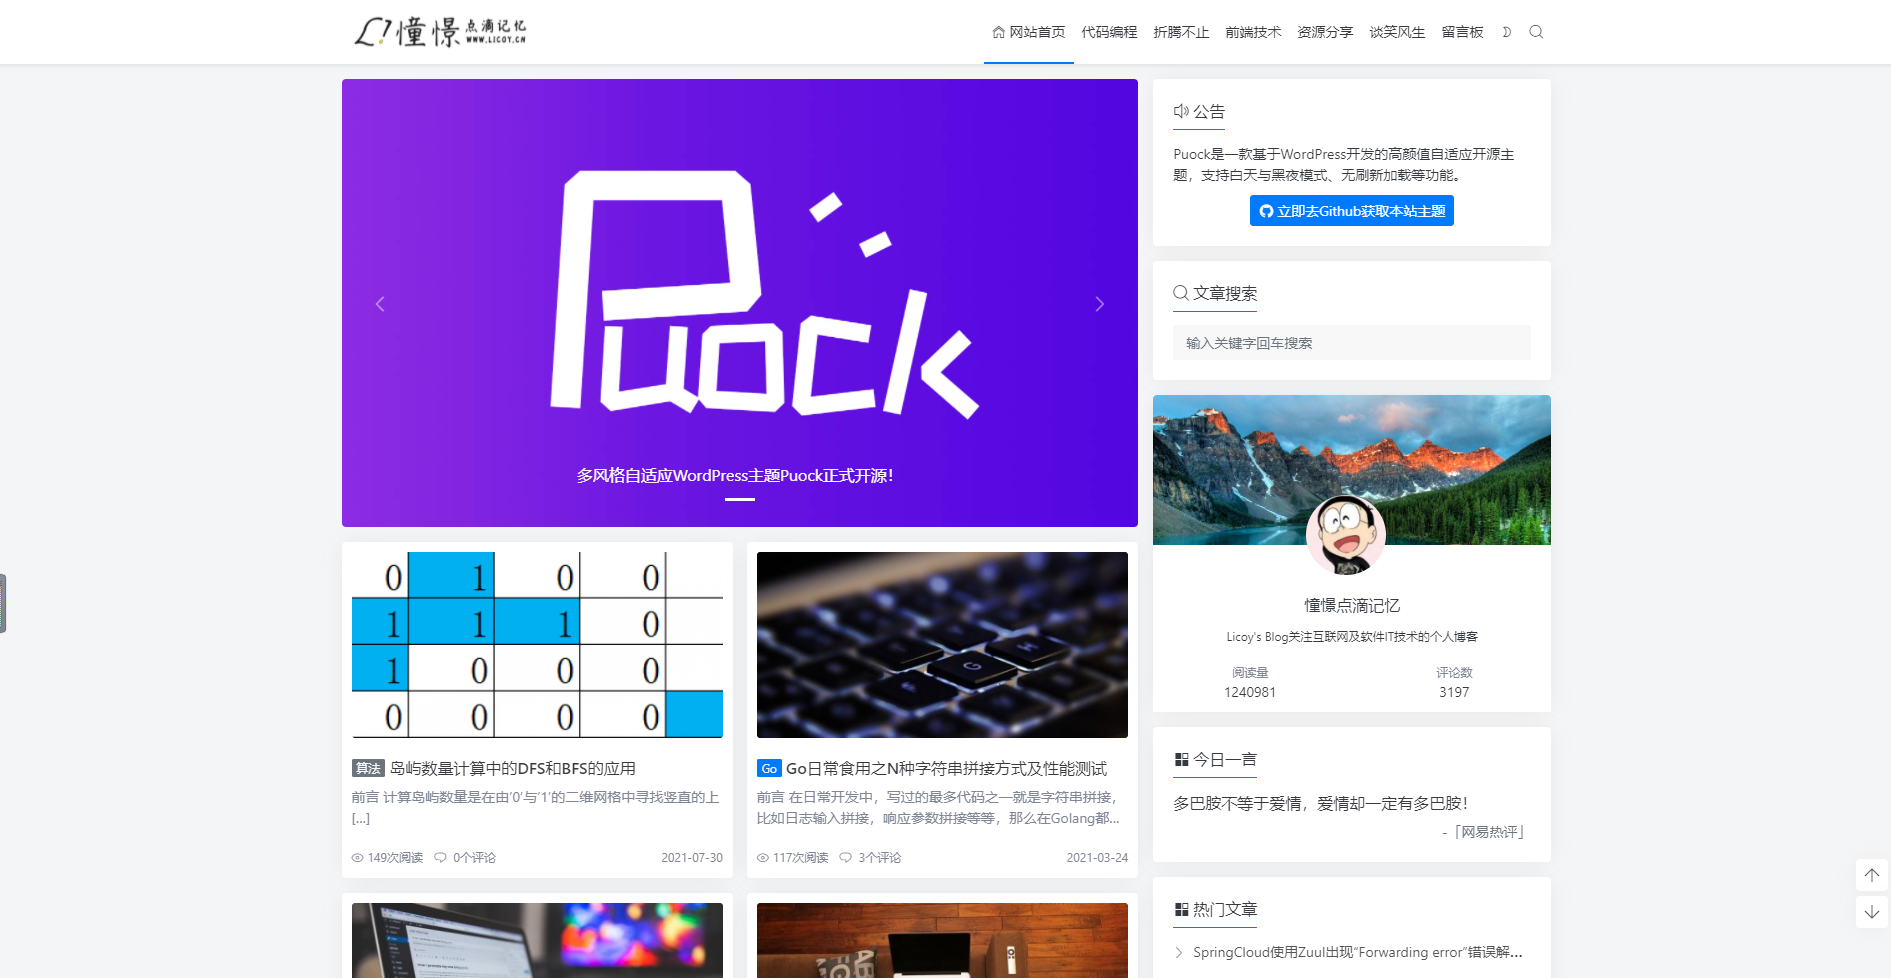 憧憬点滴记忆
WWW.LICOY.CN
网站首页 代码编程 折腾不止 前端技术 资源分享 谈笑风生 留言板
Puock
多风格自适应WordPress主题Puock正式开源!
公告
Puock是一款基于WordPress开发的高颜值自适应开源主
题，支持白天与黑夜模式、无刷新加载等功能。
立即去Github获取本站主题
文章搜索
输入关键字回车搜索
憧憬点滴记忆
Licoy's Blog关注互联网及软件IT技术的个人博客
阅读量 评论数
1240981 3197
今日一言
多巴胺不等于爱情，爱情却一定有多巴胺！
-「网易热评」
热门文章
SpringCloud使用Zuul出现“Forwarding error”错误解...
0 1 0 0
1 1 1 0
1 0 0 0
0 0 0 0
算法 岛屿数量计算中的DFS和BFS的应用
前言 计算岛屿数量是在由’0’与’1’的二维网格中寻找竖直的上
[...]
149次阅读 0个评论 2021-07-30
G H
Go Go日常食用之N种字符串拼接方式及性能测试
前言 在日常开发中，写过的最多代码之一就是字符串拼接，
比如日志输入拼接，响应参数拼接等等，那么在Golang都...
117次阅读 3个评论 2021-03-24